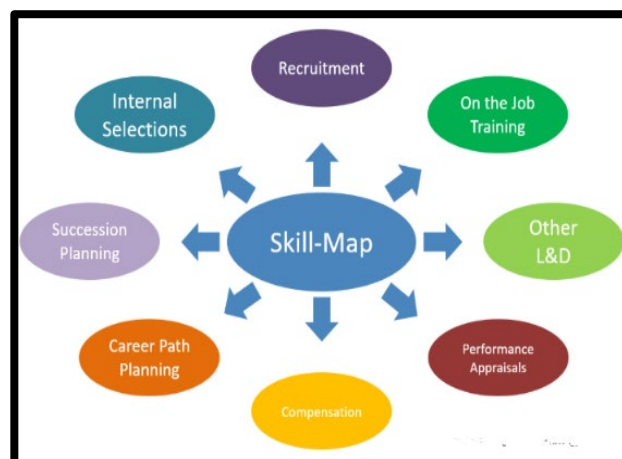 Recruitment
Internal
Selections
On the Job
Training
Succession
Planning
Skill-Map
Other
L&D
Career Path
Planning
Performance
Appraisals
Compensation